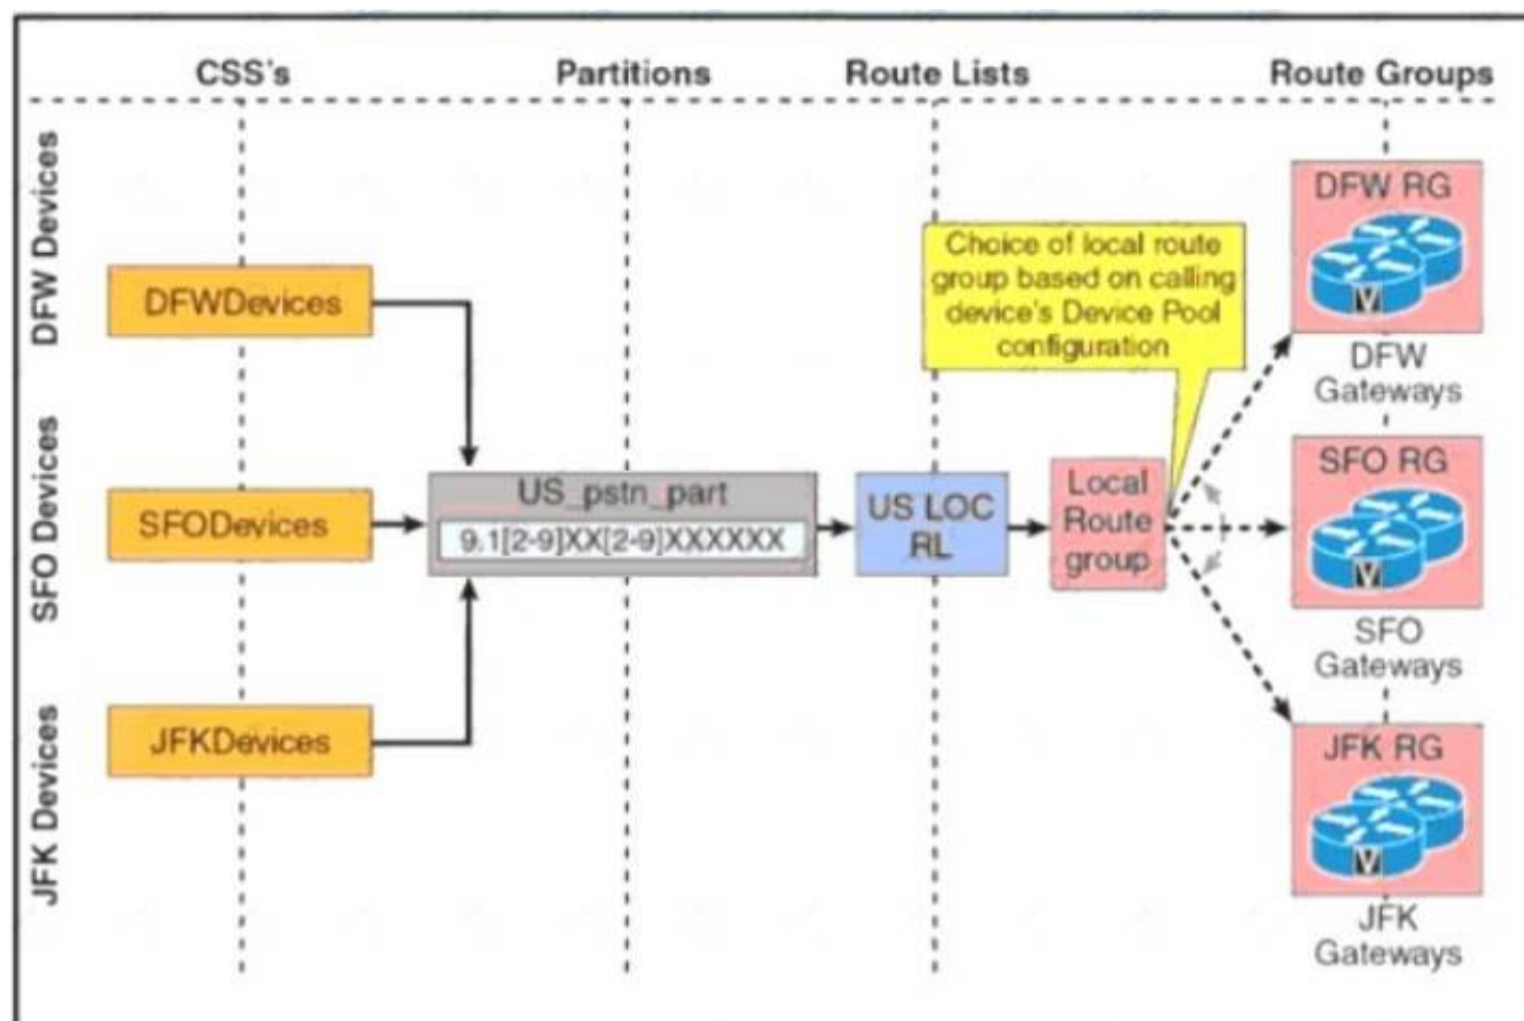 CSS's
Partitions
Route Lists
Route Groups
DFW Devices
DFWDevices
Choice of local route
group based on calling
device's Device Pool
configuration
DFW RG
V
DFW
Gateways
SFO Devices
SFODevices
US_pstn_part
9.1[2-9]XX[2-9]XXXXXX
US LOC
RL
Local
Route
group
SFO RG
V
SFO
Gateways
JFK Devices
JFKDevices
JFK RG
V
JFK
Gateways